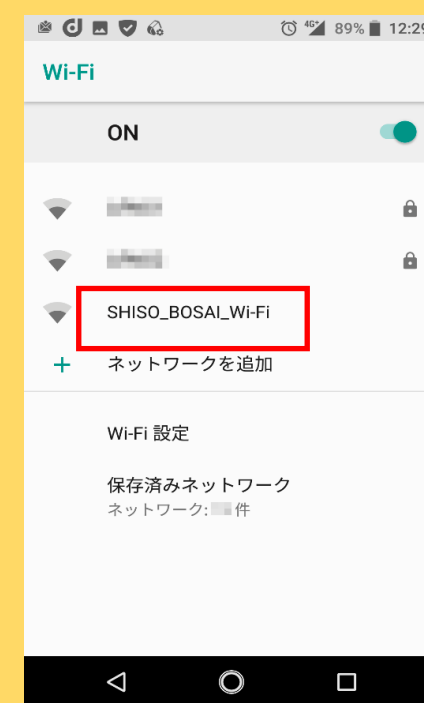 4G+ 89% 12:29
Wi-Fi
ON
SHISO_BOSAI_Wi-Fi
ネットワークを追加
Wi-Fi 設定
保存済みネットワーク
ネットワーク: 件